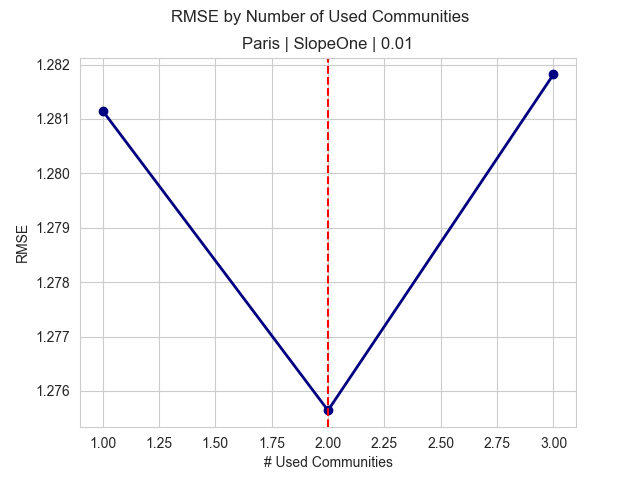 RMSE by Number of Used Communities
Paris | SlopeOne | 0.01
1.282
1.281
1.280
1.279
1.278
1.277
1.276
RMSE
1.00 1.25 1.50 1.75 2.00 2.25 2.50 2.75 3.00
# Used Communities